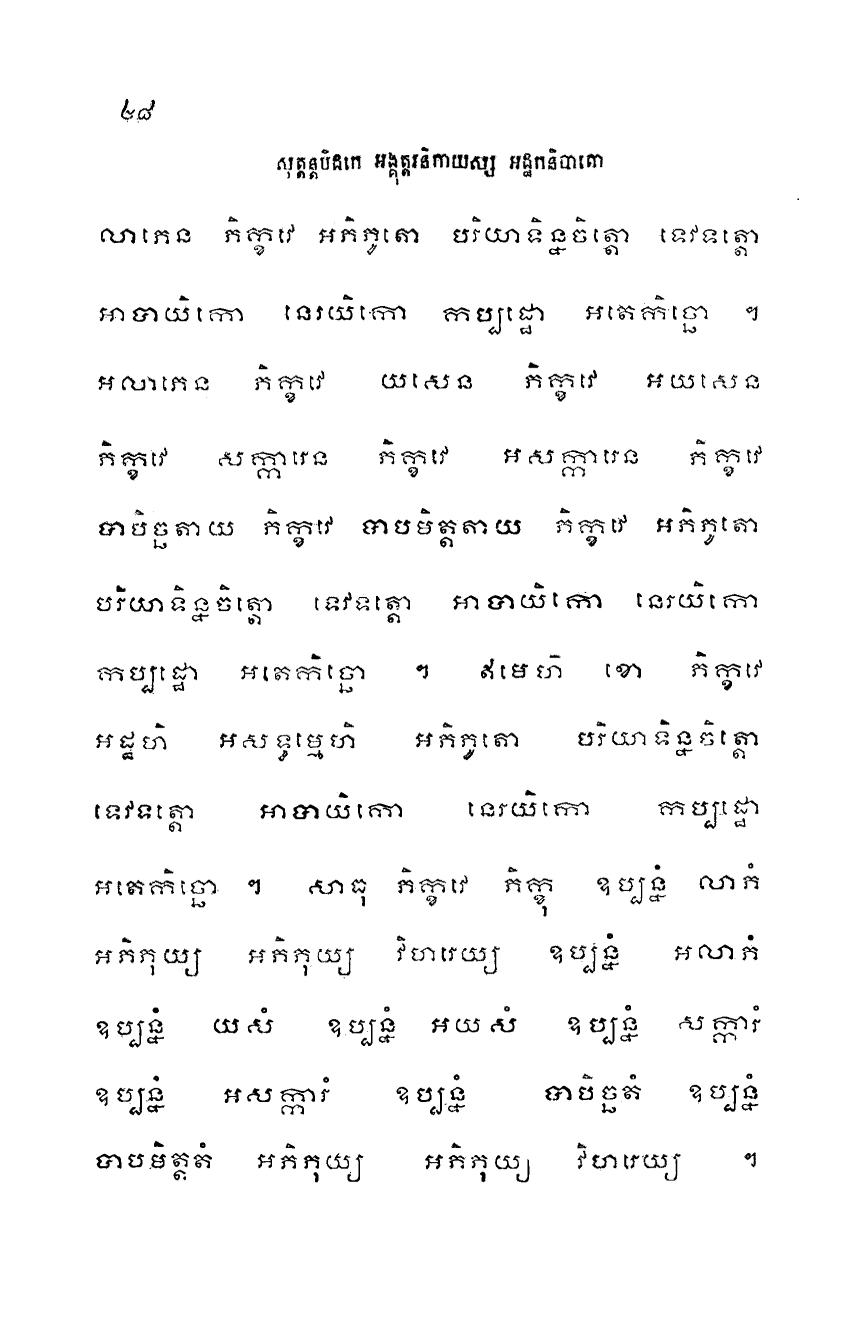 ៤៨
សុត្តន្តបិដកេ អង្គុត្តរនិកាយស្ស អដ្ឋកនិបាតោ
លាភេន ភិក្ខវេ អភិភូតោ បរិយាទិន្នចិត្តោ ទេវទត្តោ
អាបាយិកោ នេរយិកោ កប្បដ្ឋោ អតេកិច្ឆោ ។
អលាភេន ភិក្ខវេ យសេន ភិក្ខវេ អយសេន
ភិក្ខវេ សក្ការេន ភិក្ខវេ អសក្ការេន ភិក្ខវេ
បាបិច្ឆតាយ ភិក្ខវេ បាបមិត្តតាយ ភិក្ខវេ អភិភូតោ
បរិយាទិន្នចិត្តោ ទេវទត្តោ អាបាយិកោ នេរយិកោ
កប្បដ្ឋោ អតេកិច្ឆោ ។ ឥមេហិ ខោ ភិក្ខវេ
អដ្ឋហិ អសទ្ធម្មេហិ អភិភូតោ បរិយាទិន្នចិត្តោ
ទេវទត្តោ អាបាយិកោ នេរយិកោ កប្បដ្ឋោ
អតេកិច្ឆោ ។ សាធុ ភិក្ខវេ ភិក្ខុ ឧប្បន្នំ លាភំ
អភិភុយ្យ អភិភុយ្យ វិហរេយ្យ ឧប្បន្នំ អលាភំ
ឧប្បន្នំ យសំ ឧប្បន្នំ អយសំ ឧប្បន្នំ សក្ការំ
ឧប្បន្នំ អសក្ការំ ឧប្បន្នំ បាបិច្ឆតំ ឧប្បន្នំ
បាបមិត្តតំ អភិភុយ្យ អភិភុយ្យ វិហរេយ្យ ។